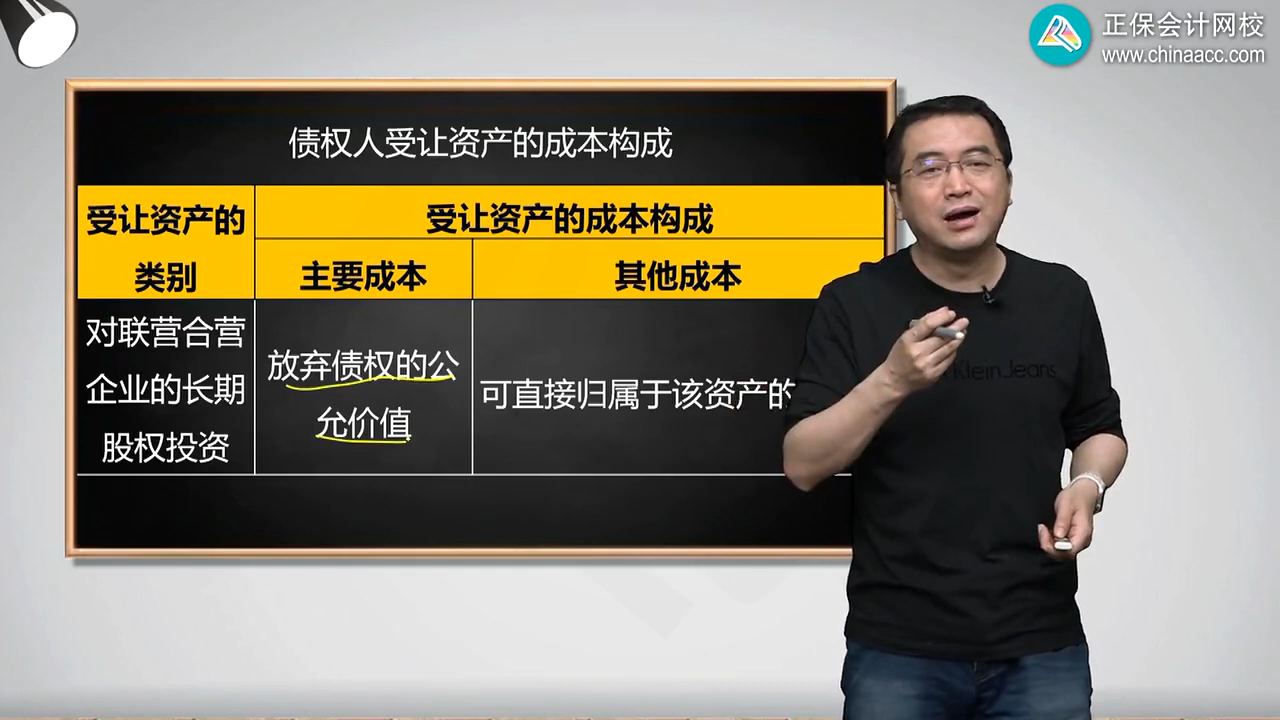 正保会计网校
www.chinaacc.com
债权人受让资产的成本构成
受让资产的
类别
受让资产的成本构成
主要成本
其他成本
对联营合营
企业的长期
股权投资
放弃债权的公
允价值
可直接归属于该资产的
KleinJeans